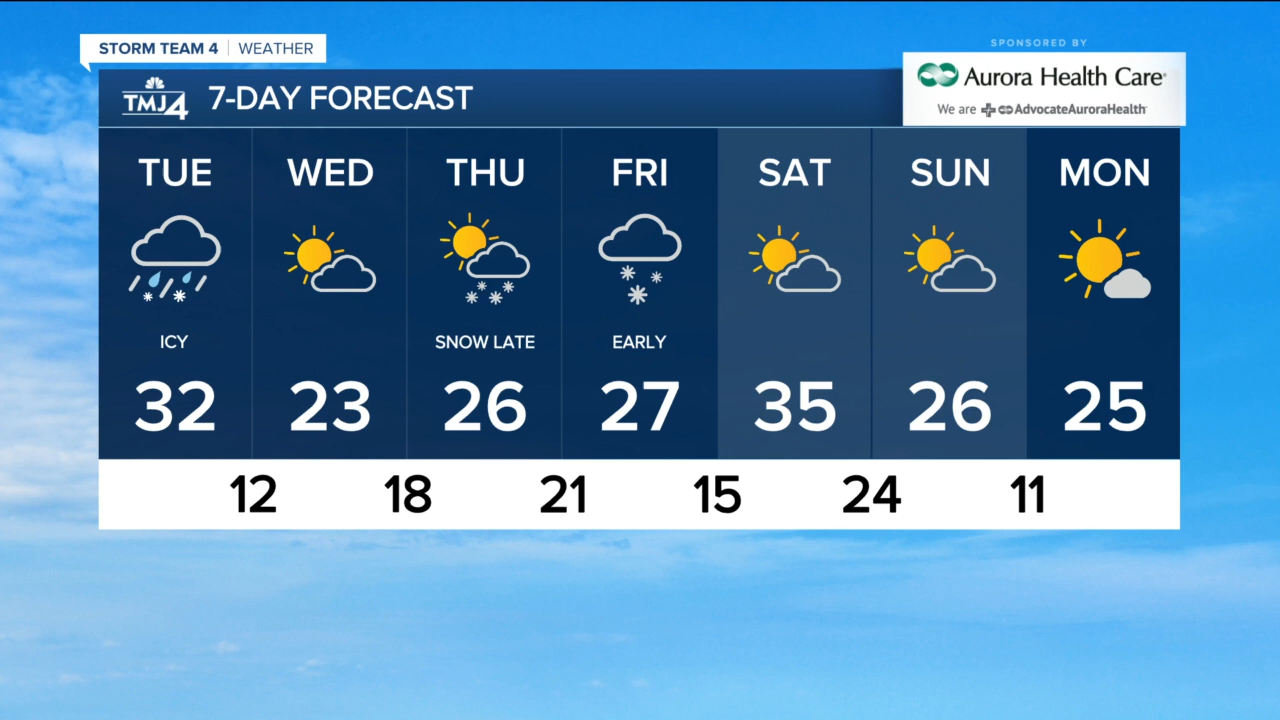 STORM TEAM 4 | WEATHER
SPONSORED BY
Aurora Health Care
We are AdvocateAuroraHealth
TMJ4 7-DAY FORECAST
TUE WED THU FRI SAT SUN MON
ICY SNOW LATE EARLY
32 23 26 27 35 26 25
12 18 21 15 24 11